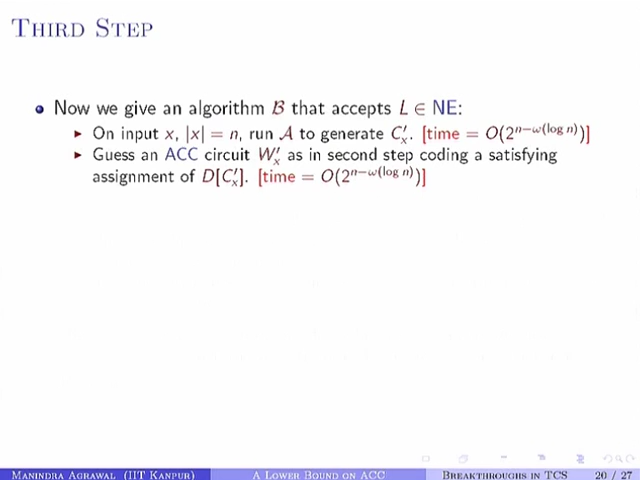 THIRD STEP
• Now we give an algorithm 𝓑 that accepts L ∈ NE:
▶ On input x, |x| = n, run 𝓐 to generate C′ₓ. [time = O(2^{n−ω(log n)})]
▶ Guess an ACC circuit W′ₓ as in second step coding a satisfying
assignment of D[C′ₓ]. [time = O(2^{n−ω(log n)})]
MANINDRA AGRAWAL (IIT KANPUR) A LOWER BOUND ON ACC BREAKTHROUGHS IN TCS 20 / 27